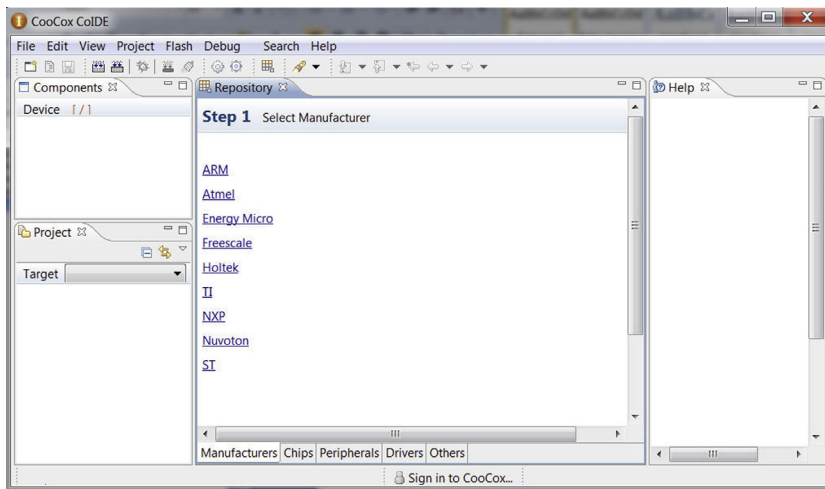 CooCox CoIDE
File Edit View Project Flash Debug Search Help
Components
Device [/]
Project
Target
Repository
Step 1 Select Manufacturer
ARM
Atmel
Energy Micro
Freescale
Holtek
TI
NXP
Nuvoton
ST
Manufacturers Chips Peripherals Drivers Others
Help
Sign in to CooCox...